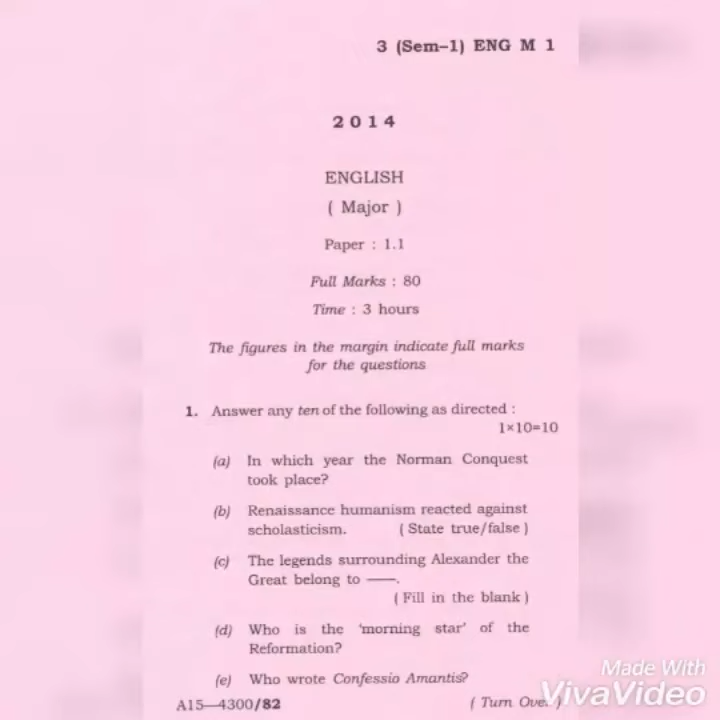 3 (Sem–1) ENG M 1
2014
ENGLISH
( Major )
Paper : 1.1
Full Marks : 80
Time : 3 hours
The figures in the margin indicate full marks
for the questions
1. Answer any ten of the following as directed :
1×10=10
(a) In which year the Norman Conquest
took place?
(b) Renaissance humanism reacted against
scholasticism. ( State true/false )
(c) The legends surrounding Alexander the
Great belong to ——.
( Fill in the blank )
(d) Who is the ‘morning star’ of the
Reformation?
(e) Who wrote Confessio Amantis?
A15—4300/82 ( Turn Over )
Made With
VivaVideo